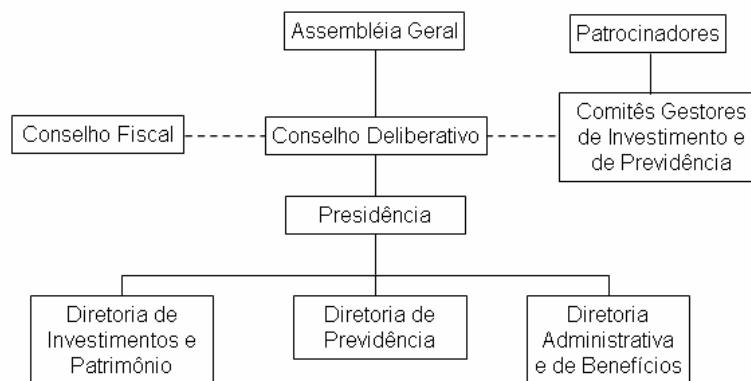 Assembléia Geral
Patrocinadores
Conselho Fiscal
Conselho Deliberativo
Comitês Gestores
de Investimento e
de Previdência
Presidência
Diretoria de
Investimentos e
Patrimônio
Diretoria de
Previdência
Diretoria
Administrativa
e de Benefícios